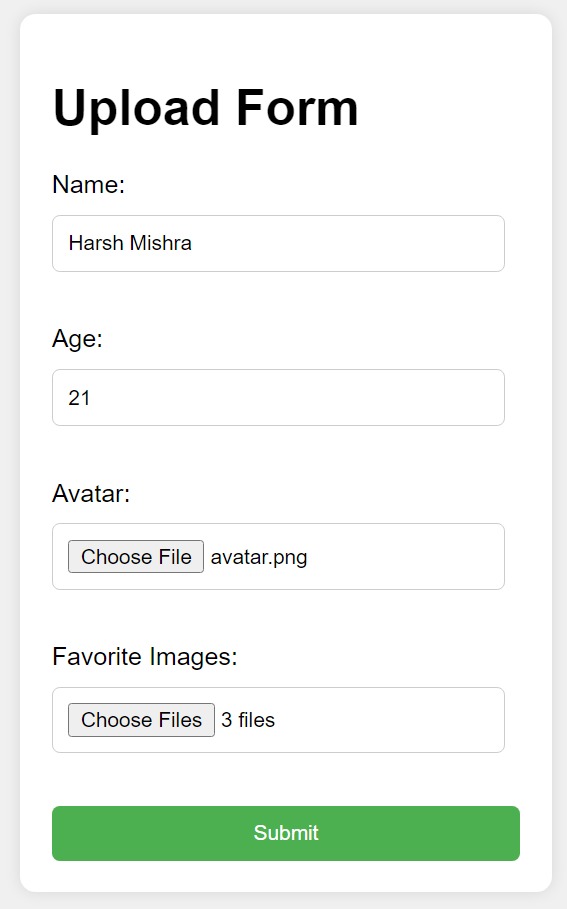 Upload Form
Name:
Harsh Mishra
Age:
21
Avatar:
Choose File avatar.png
Favorite Images:
Choose Files 3 files
Submit